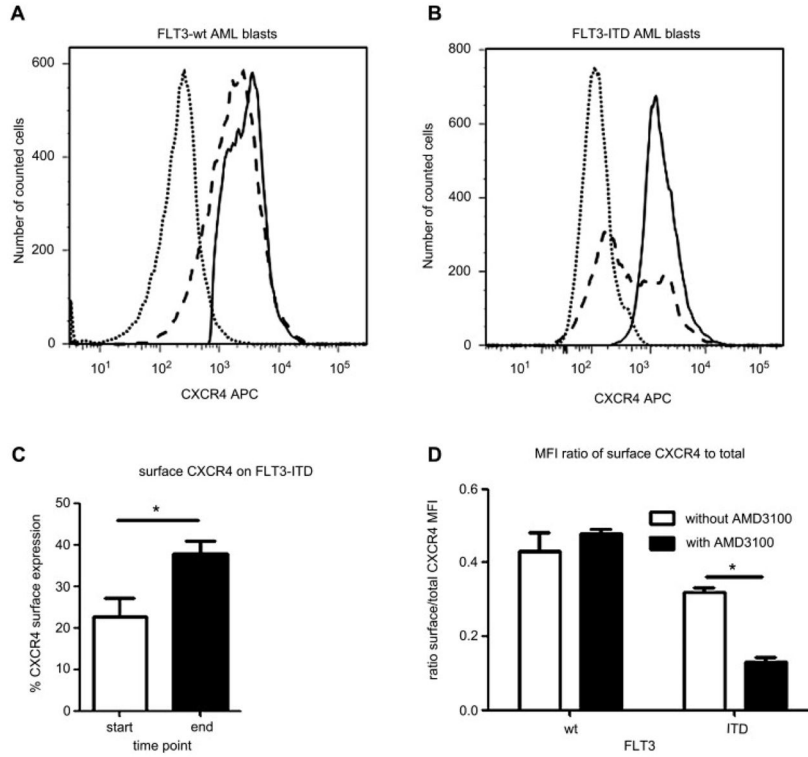 A
FLT3-wt AML blasts
Number of counted cells
600
400
200
0
10^1
10^2
10^3
10^4
10^5
CXCR4 APC
B
FLT3-ITD AML blasts
Number of counted cells
800
600
400
200
0
10^1
10^2
10^3
10^4
10^5
CXCR4 APC
C
surface CXCR4 on FLT3-ITD
% CXCR4 surface expression
50
40
30
20
10
0
*
start
end
time point
D
MFI ratio of surface CXCR4 to total
ratio surface/total CXCR4 MFI
0.6
0.4
0.2
0.0
without AMD3100
with AMD3100
*
wt
ITD
FLT3